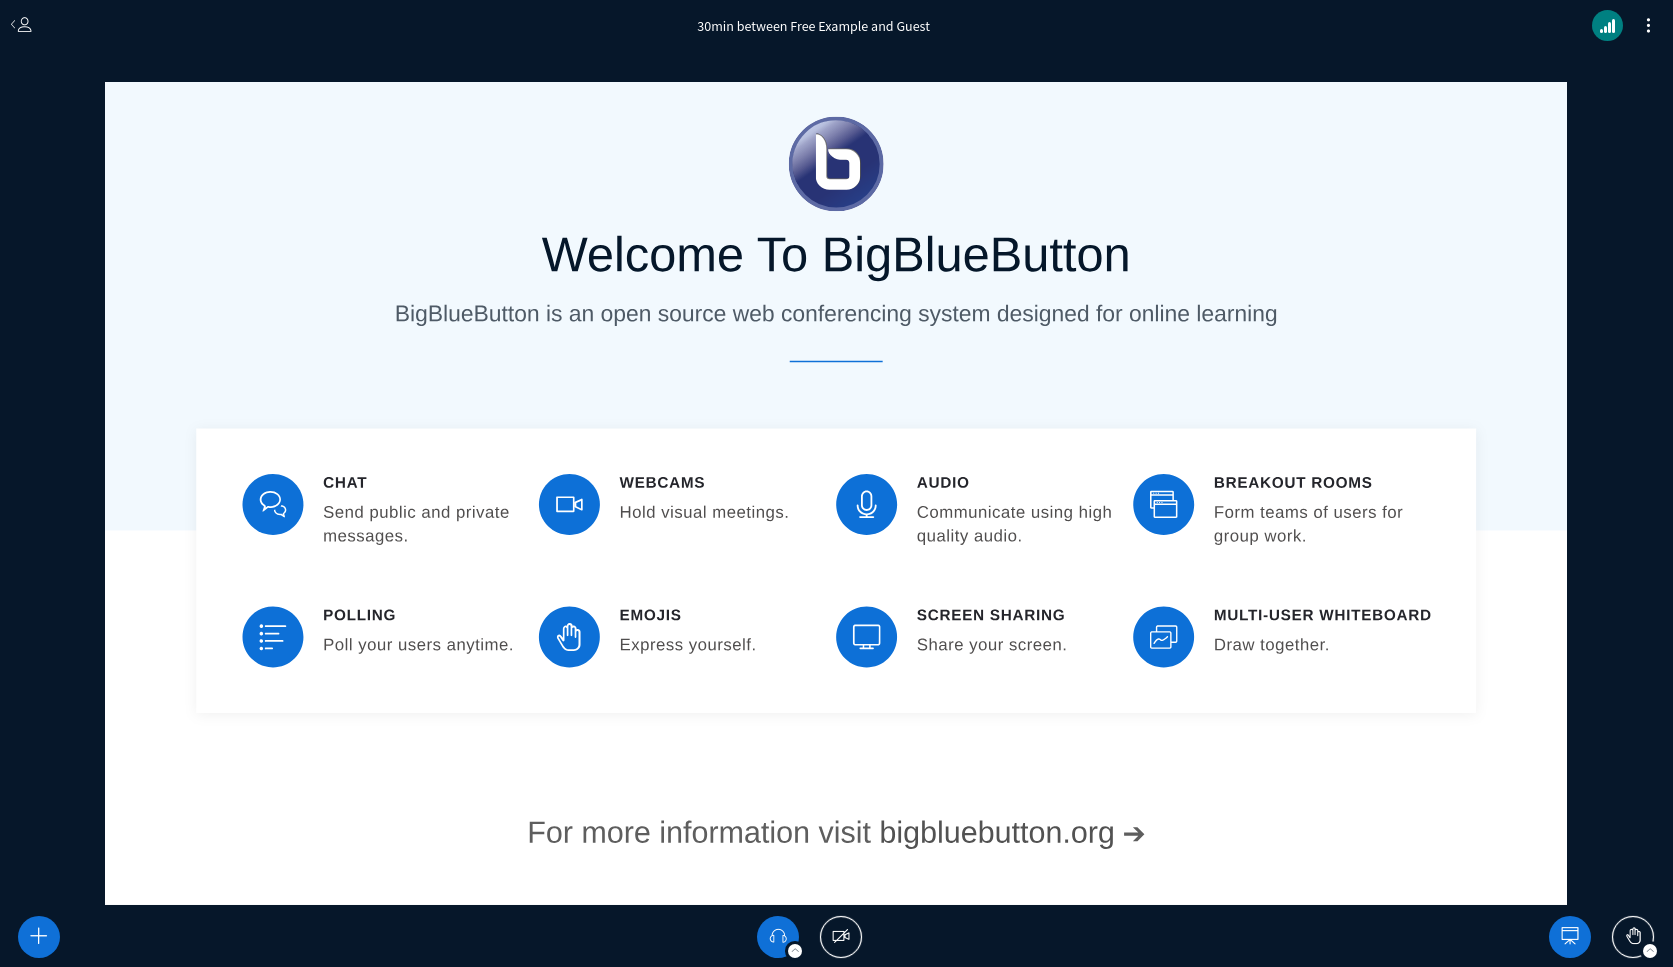 30min between Free Example and Guest
Welcome To BigBlueButton
BigBlueButton is an open source web conferencing system designed for online learning
CHAT
Send public and private
messages.
WEBCAMS
Hold visual meetings.
AUDIO
Communicate using high
quality audio.
BREAKOUT ROOMS
Form teams of users for
group work.
POLLING
Poll your users anytime.
EMOJIS
Express yourself.
SCREEN SHARING
Share your screen.
MULTI-USER WHITEBOARD
Draw together.
For more information visit bigbluebutton.org ➔